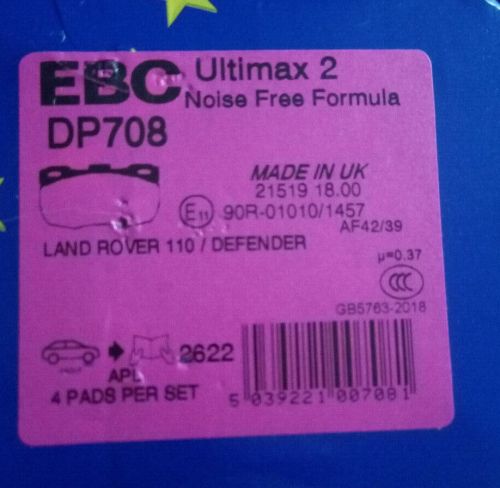 EBC Ultimax 2
Noise Free Formula
DP708
MADE IN UK
21519 18.00
E11 90R-01010/1457
AF42/39
LAND ROVER 110 / DEFENDER
µ=0.37
CCC
GB5763-2018
2622
APL
4 PADS PER SET
5 039221 007081